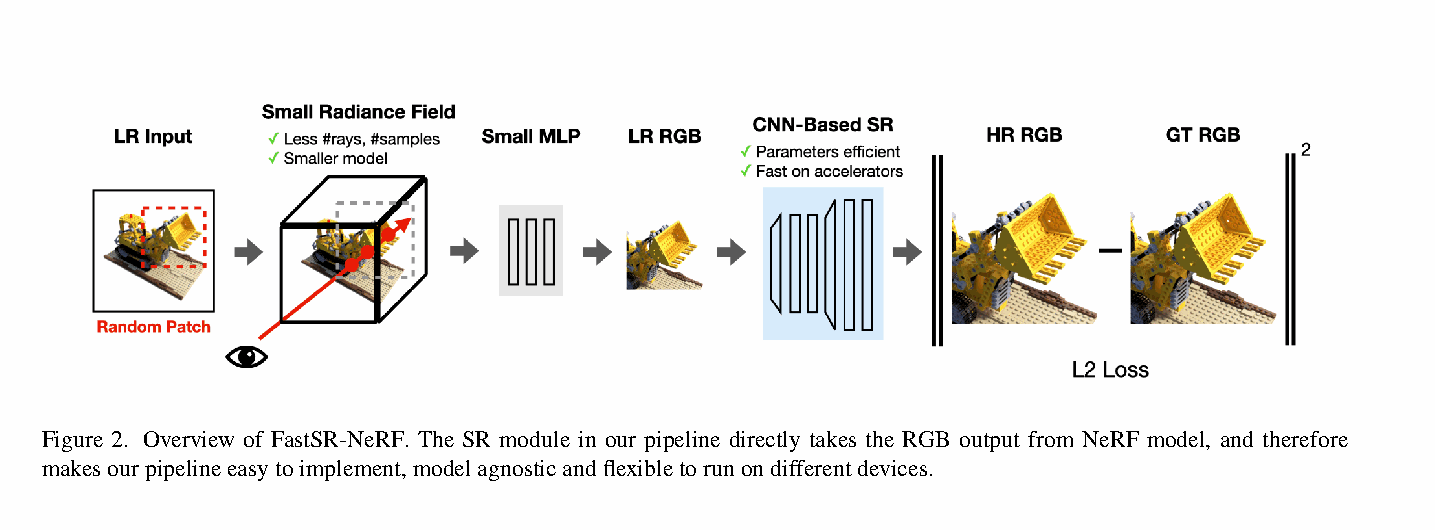 LR Input
Random Patch
Small Radiance Field
✓ Less #rays, #samples
✓ Smaller model
Small MLP
LR RGB
CNN-Based SR
✓ Parameters efficient
✓ Fast on accelerators
HR RGB
GT RGB
2
L2 Loss
Figure 2. Overview of FastSR-NeRF. The SR module in our pipeline directly takes the RGB output from NeRF model, and therefore
makes our pipeline easy to implement, model agnostic and flexible to run on different devices.